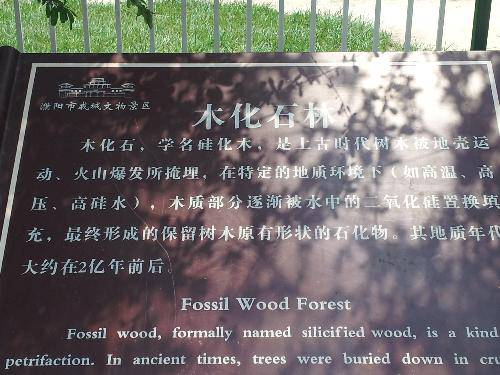 濮阳市戚城文物景区
木化石林
木化石，学名硅化木，是上古时代树木被地壳运
动、火山爆发所掩埋，在特定的地质环境下（如高温、高
压、高硅水），木质部分逐渐被水中的二氧化硅置换填
充，最终形成的保留树木原有形状的石化物。其地质年代
大约在2亿年前后。
Fossil Wood Forest
Fossil wood, formally named silicified wood, is a kind
petrifaction. In ancient times, trees were buried down in cru